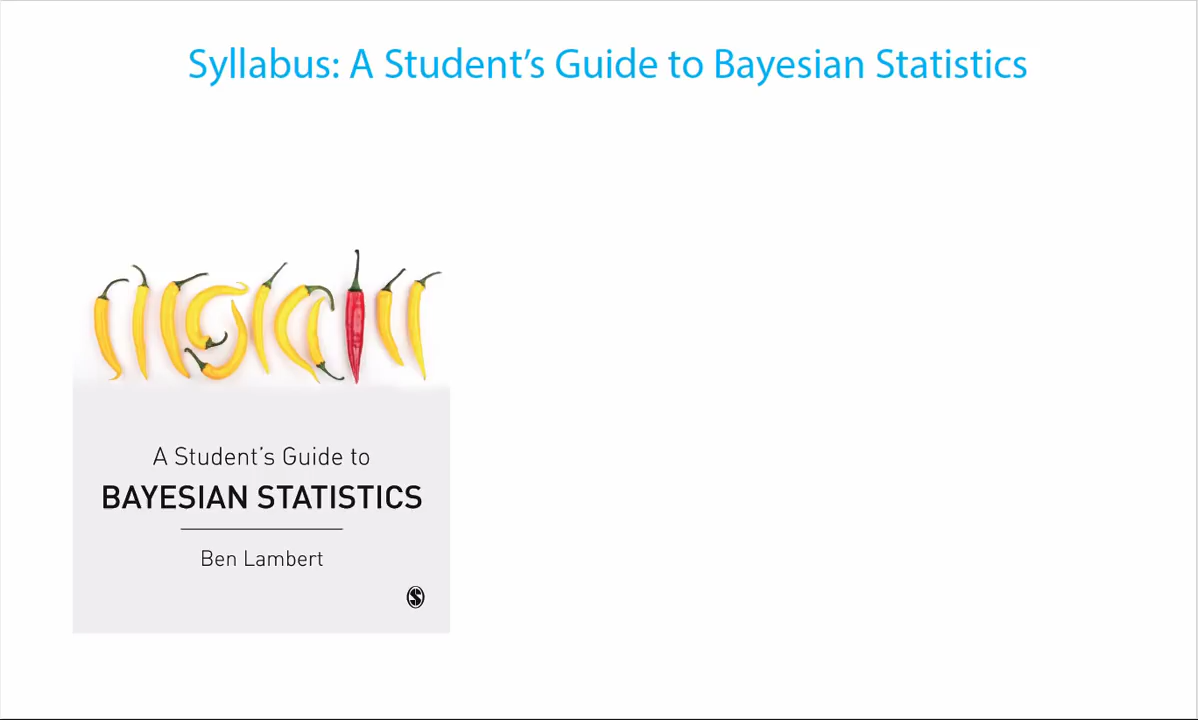 Syllabus: A Student's Guide to Bayesian Statistics
A Student's Guide to
BAYESIAN STATISTICS
Ben Lambert